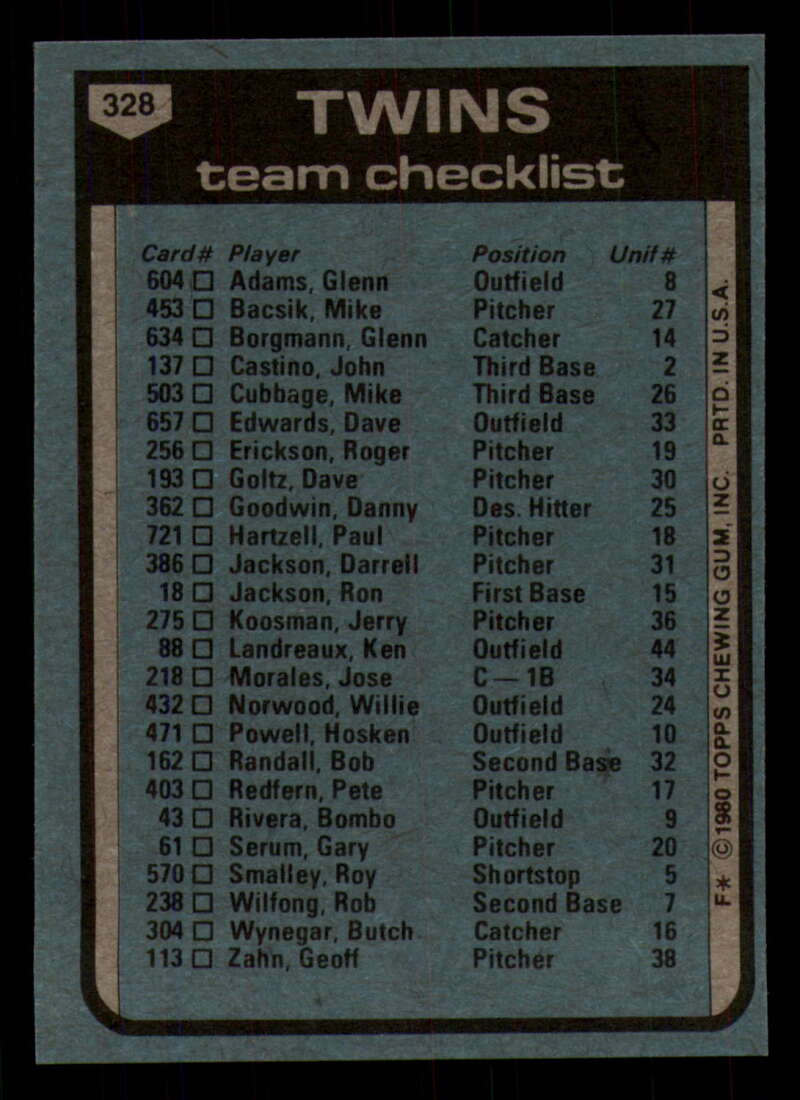 328
TWINS
team checklist
Card# Player Position Unif#
604 □ Adams, Glenn Outfield 8
453 □ Bacsik, Mike Pitcher 27
634 □ Borgmann, Glenn Catcher 14
137 □ Castino, John Third Base 2
503 □ Cubbage, Mike Third Base 26
657 □ Edwards, Dave Outfield 33
256 □ Erickson, Roger Pitcher 19
193 □ Goltz, Dave Pitcher 30
362 □ Goodwin, Danny Des. Hitter 25
721 □ Hartzell, Paul Pitcher 18
386 □ Jackson, Darrell Pitcher 31
18 □ Jackson, Ron First Base 15
275 □ Koosman, Jerry Pitcher 36
88 □ Landreaux, Ken Outfield 44
218 □ Morales, Jose C — 1B 34
432 □ Norwood, Willie Outfield 24
471 □ Powell, Hosken Outfield 10
162 □ Randall, Bob Second Base 32
403 □ Redfern, Pete Pitcher 17
43 □ Rivera, Bombo Outfield 9
61 □ Serum, Gary Pitcher 20
570 □ Smalley, Roy Shortstop 5
238 □ Wilfong, Rob Second Base 7
304 □ Wynegar, Butch Catcher 16
113 □ Zahn, Geoff Pitcher 38
F* © 1980 TOPPS CHEWING GUM, INC. PRTD. IN U.S.A.